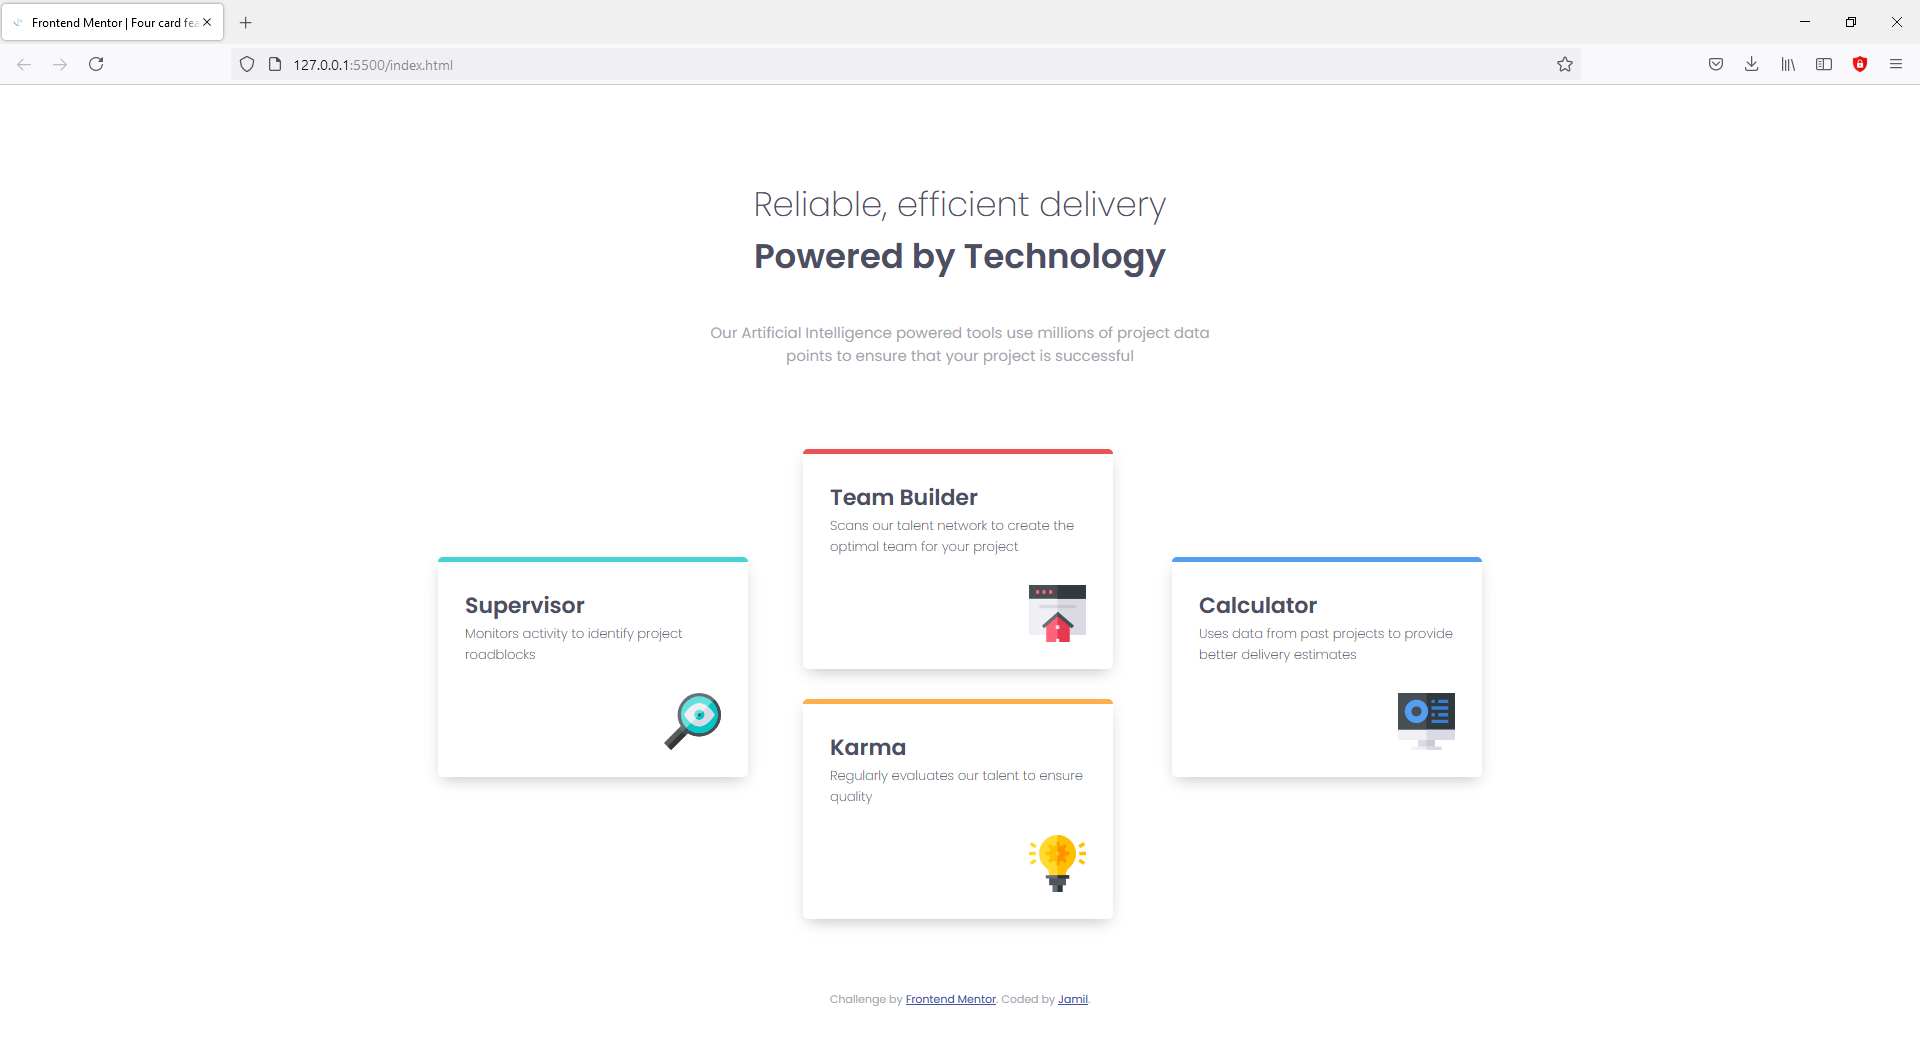 Frontend Mentor | Four card fea
127.0.0.1:5500/index.html
Reliable, efficient delivery
Powered by Technology
Our Artificial Intelligence powered tools use millions of project data
points to ensure that your project is successful
Team Builder
Scans our talent network to create the
optimal team for your project
Supervisor
Monitors activity to identify project
roadblocks
Calculator
Uses data from past projects to provide
better delivery estimates
Karma
Regularly evaluates our talent to ensure
quality
Challenge by Frontend Mentor. Coded by Jamil.